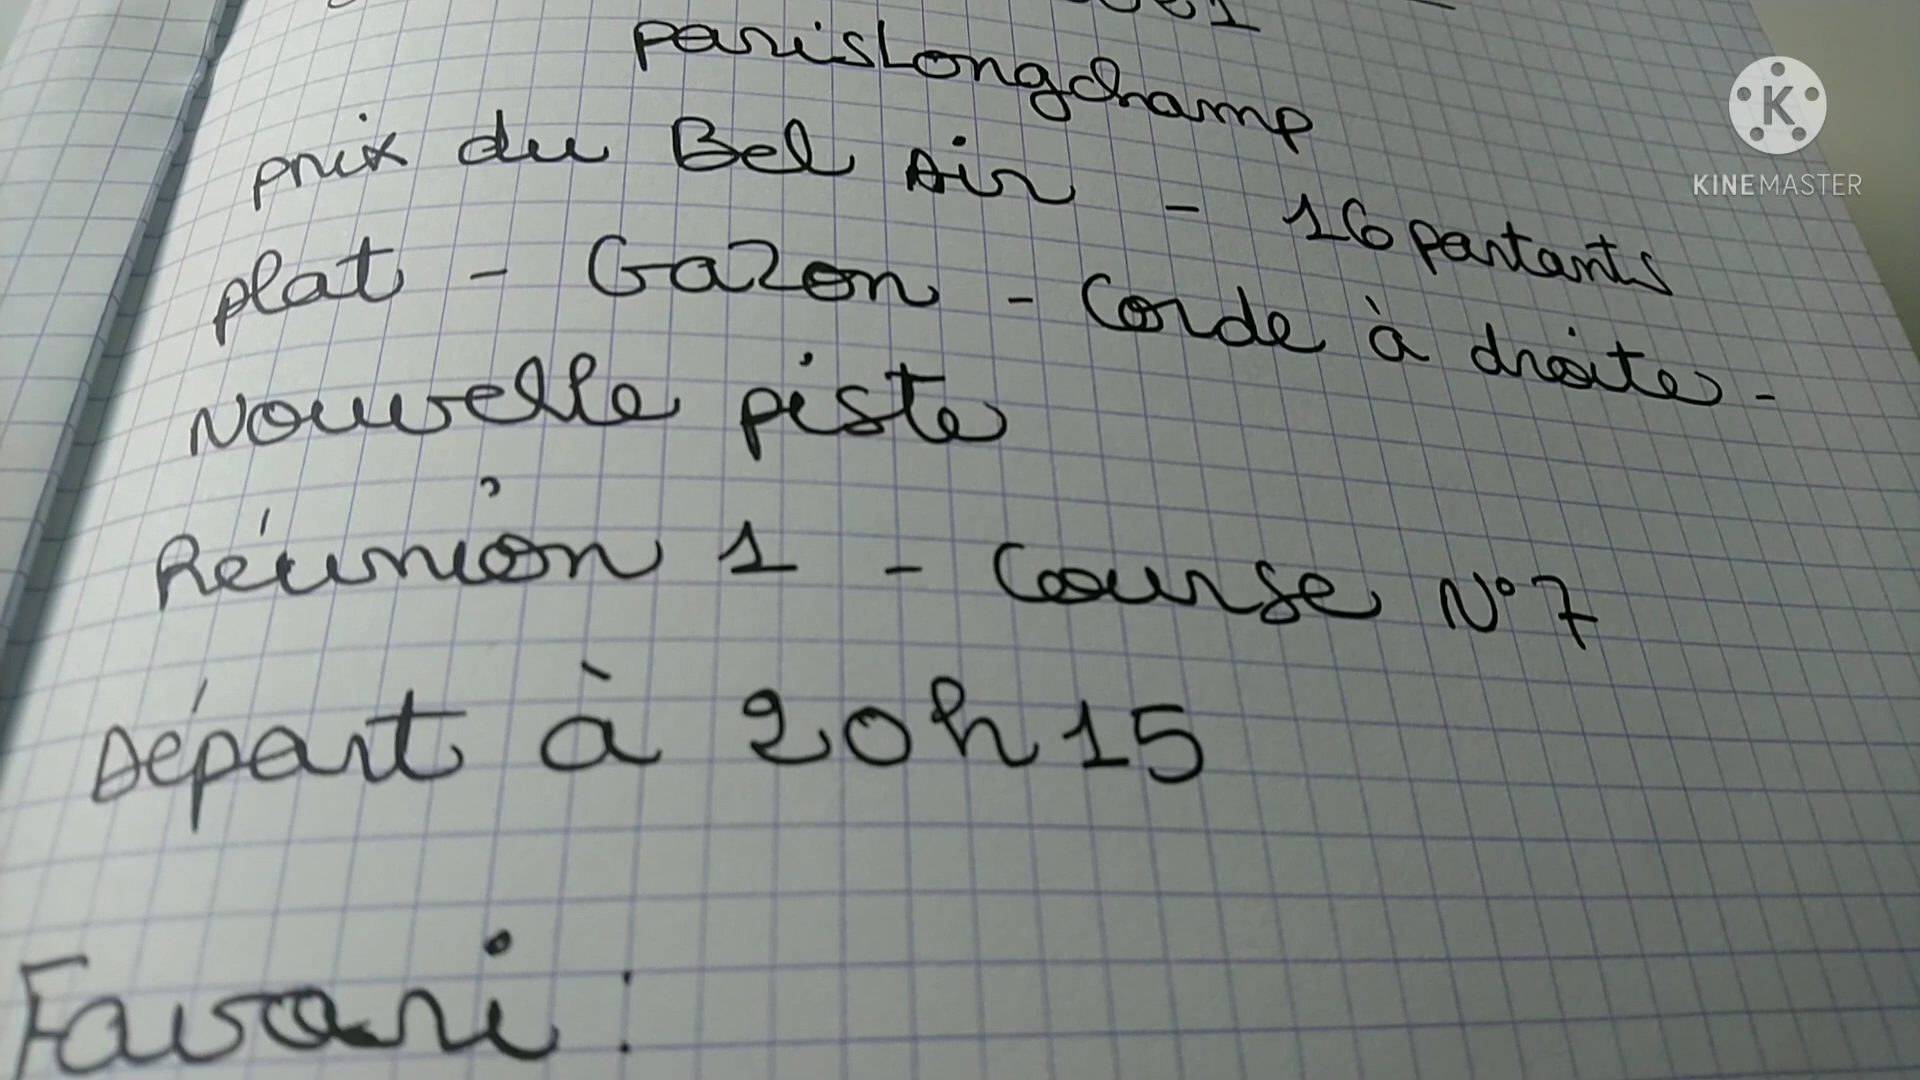 parisLongchamp
prix du Bel Air - 16 partants
plat - Gazon - Corde à droite -
Nouvelle piste
Réunion 1 - Course N°7
Départ à 20h15
Favori :
KINEMASTER